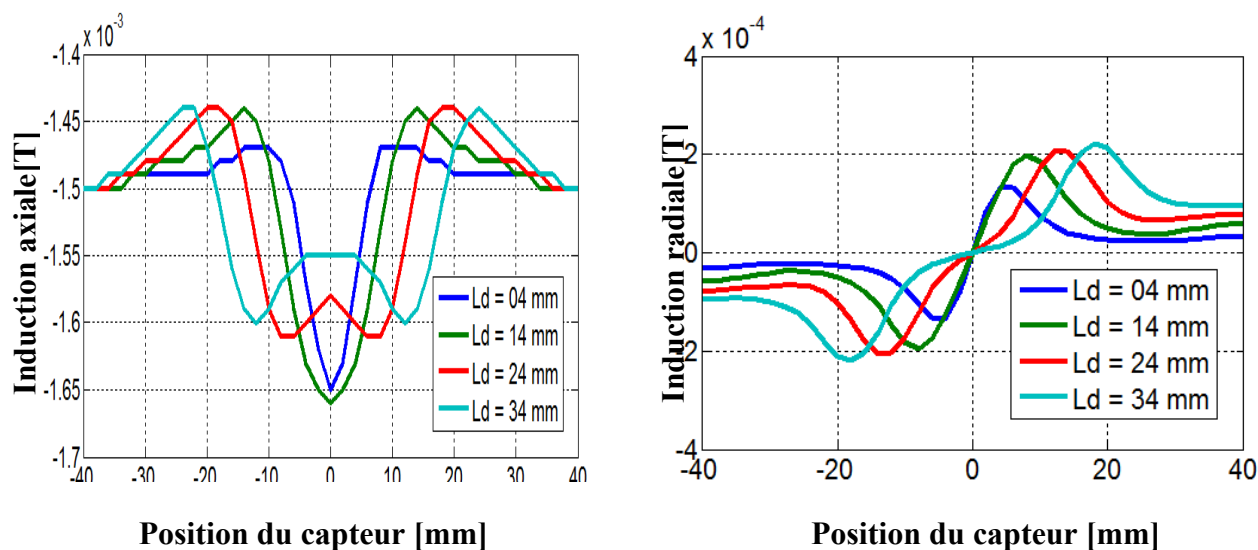 x 10⁻³
-1.4
-1.45
-1.5
-1.55
-1.6
-1.65
-1.7
-40 -30 -20 -10 0 10 20 30 40
Induction axiale[T]
Position du capteur [mm]
Ld = 04 mm
Ld = 14 mm
Ld = 24 mm
Ld = 34 mm
x 10⁻⁴
4
2
0
-2
-4
-40 -20 0 20 40
Induction radiale[T]
Position du capteur [mm]
Ld = 04 mm
Ld = 14 mm
Ld = 24 mm
Ld = 34 mm